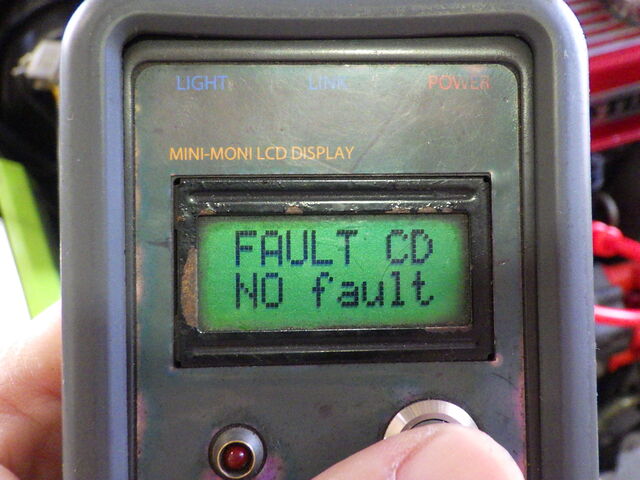 LIGHT LINK POWER
MINI-MONI LCD DISPLAY
FAULT CD
NO fault